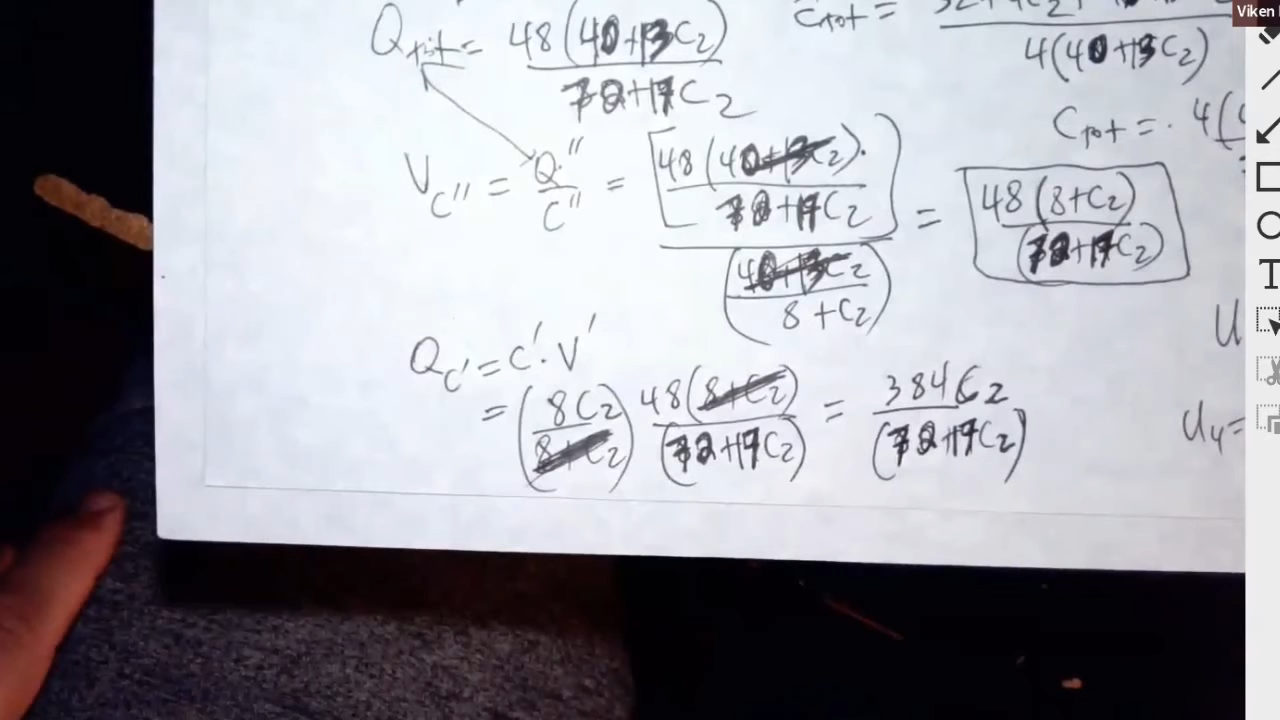 Viken
Q_tot = 48(40+13C₂) / 72+17C₂
C_tot =
4(40+13C₂)
C_tot =
V_C'' = Q'' / C'' = [48(40+13C₂) / 72+17C₂] / (40+13C₂ / 8+C₂) = 48(8+C₂) / (72+17C₂)
Q_C' = C'·V'
= (8C₂ / 8+C₂) 48(8+C₂) / (72+17C₂) = 384C₂ / (72+17C₂)
U
U₄=
T